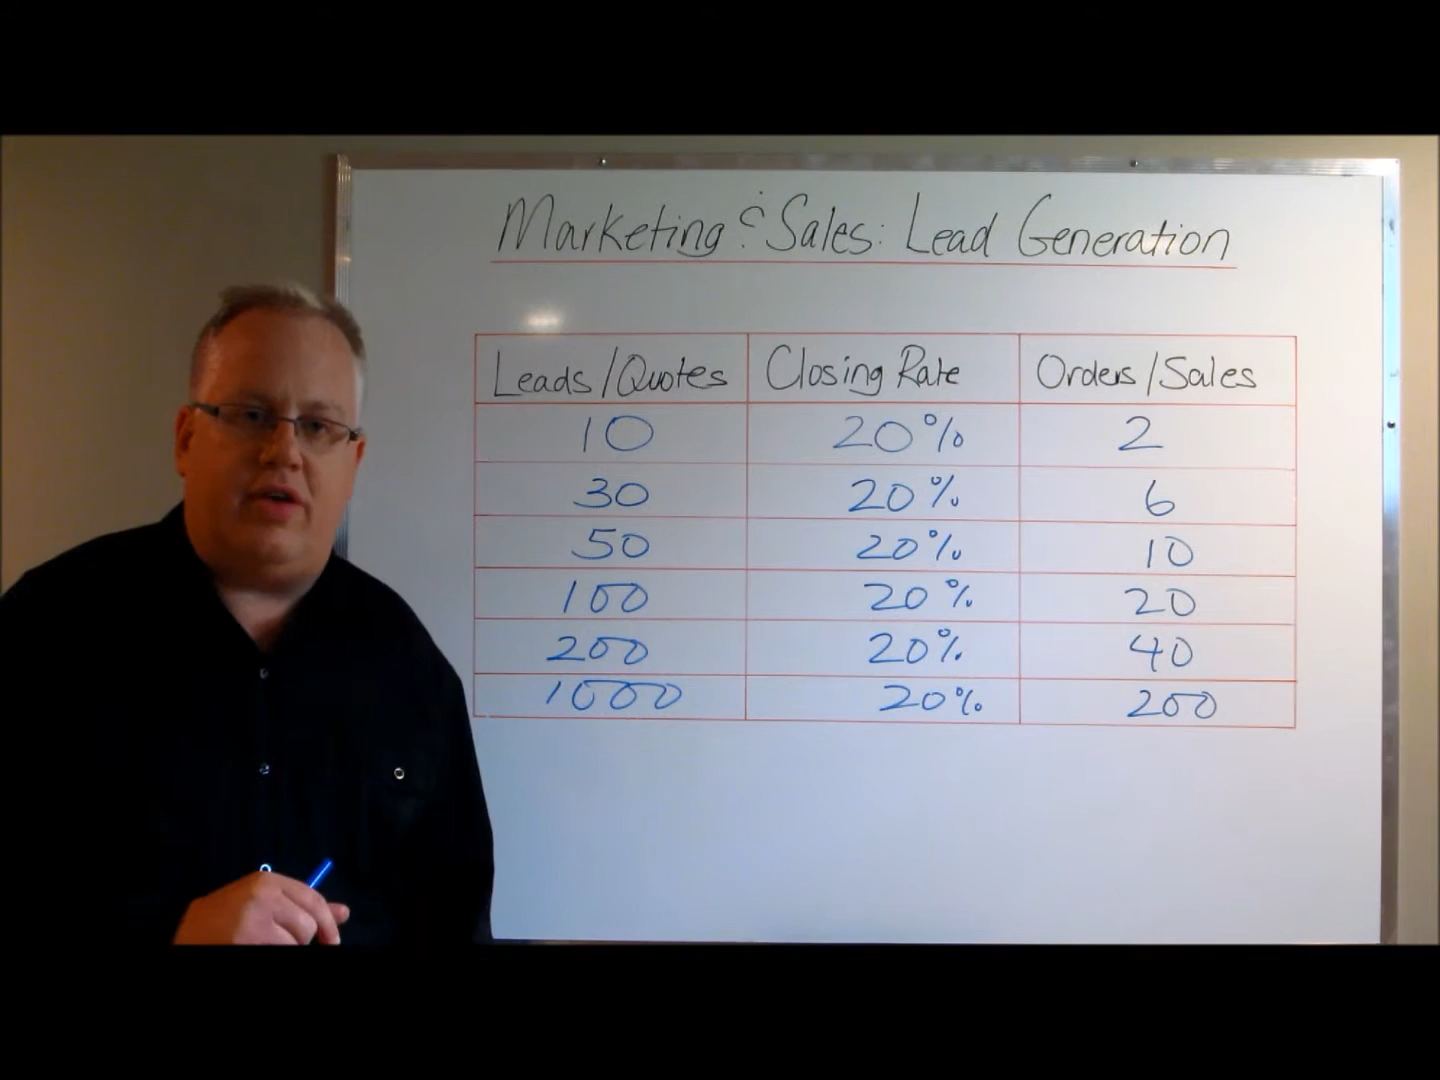 Marketing & Sales: Lead Generation
Leads/Quotes Closing Rate Orders/Sales
10 20% 2
30 20% 6
50 20% 10
100 20% 20
200 20% 40
1000 20% 200